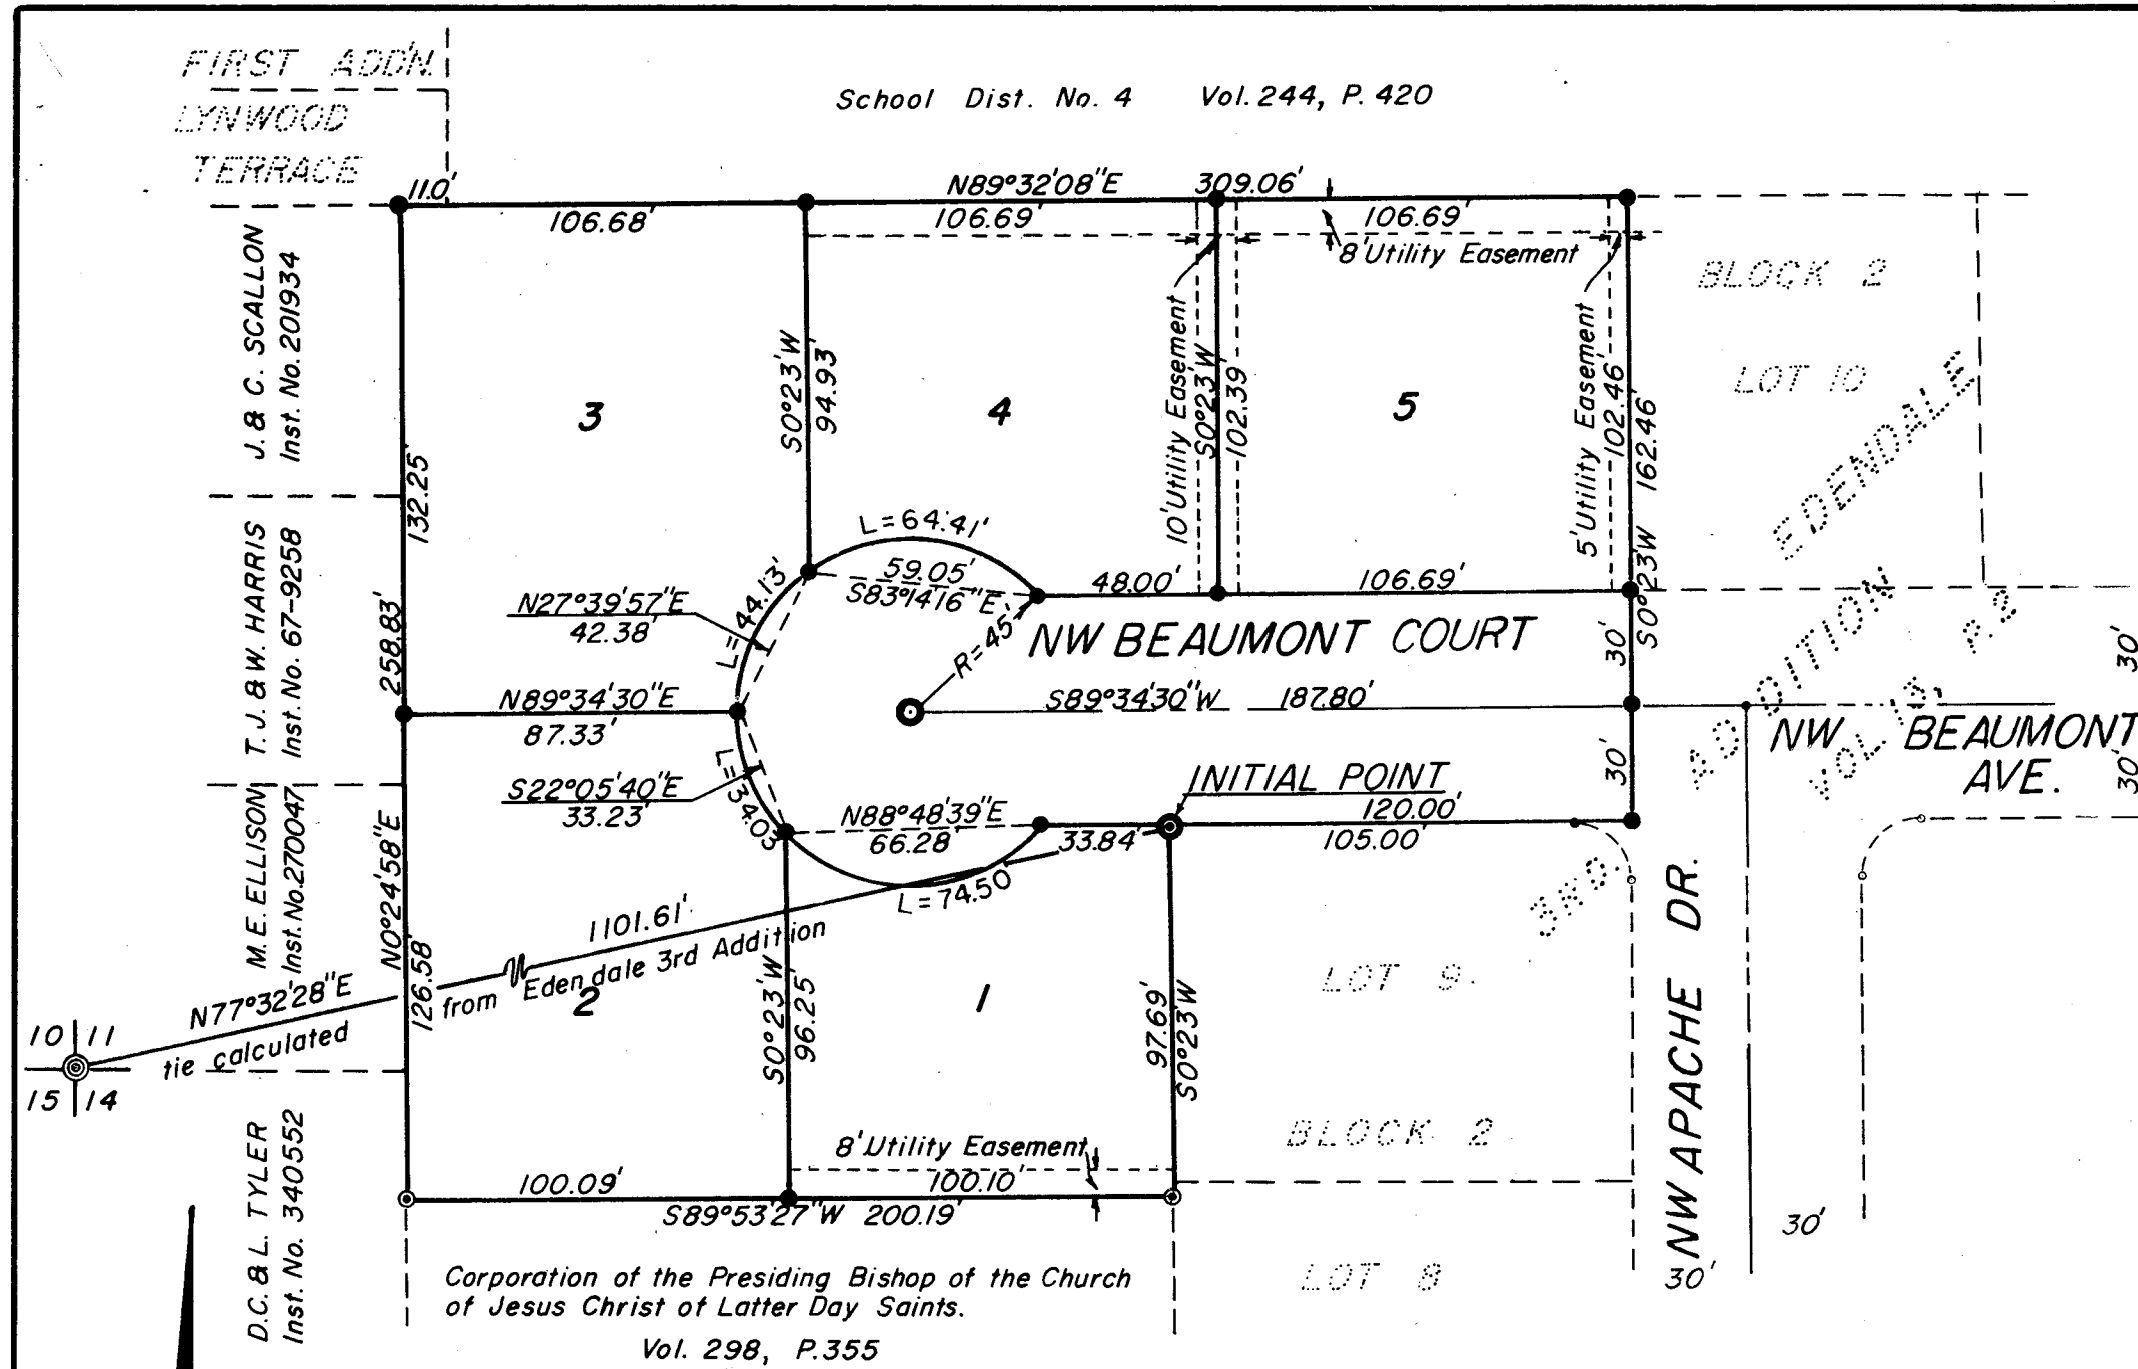 FIRST ADD'N.
LYNWOOD
TERRACE
School Dist. No. 4 Vol. 244, P. 420
11.0'
N89°32'08"E 309.06'
106.68'
106.69'
106.69'
8' Utility Easement
J. & C. SCALLON
Inst. No. 201934
S0°23'W
94.93'
10' Utility Easement
S0°23'W
102.39'
5' Utility Easement
102.46'
162.46'
S0°23'W
BLOCK 2
LOT 10
3
4
5
132.25'
258.83'
N0°24'58"E
126.58'
T. J. & W. HARRIS
Inst. No. 67-9258
L=64.41'
59.05'
S83°14'16"E
48.00'
106.69'
L=44.13'
N27°39'57"E
42.38'
R=45'
NW BEAUMONT COURT
30'
30'
EDENDALE
ADDITION
VOL. 15, P. 2
3RD.
30'
30'
N89°34'30"E
87.33'
S89°34'30"W 187.80'
NW BEAUMONT
AVE.
INITIAL POINT
120.00'
105.00'
S22°05'40"E
33.23'
L=34.03'
N88°48'39"E
66.28'
33.84'
L=74.50'
M. E. ELLISON
Inst. No. 270047
1101.61'
from Edendale 3rd Addition
N77°32'28"E
tie calculated
10 11
15 14
2
1
S0°23'W
96.25'
97.69'
S0°23'W
LOT 9
BLOCK 2
LOT 8
NW APACHE DR.
30'
30'
D.C. & L. TYLER
Inst. No. 340552
8' Utility Easement
100.09'
100.10'
S89°53'27"W 200.19'
Corporation of the Presiding Bishop of the Church
of Jesus Christ of Latter Day Saints.
Vol. 298, P. 355